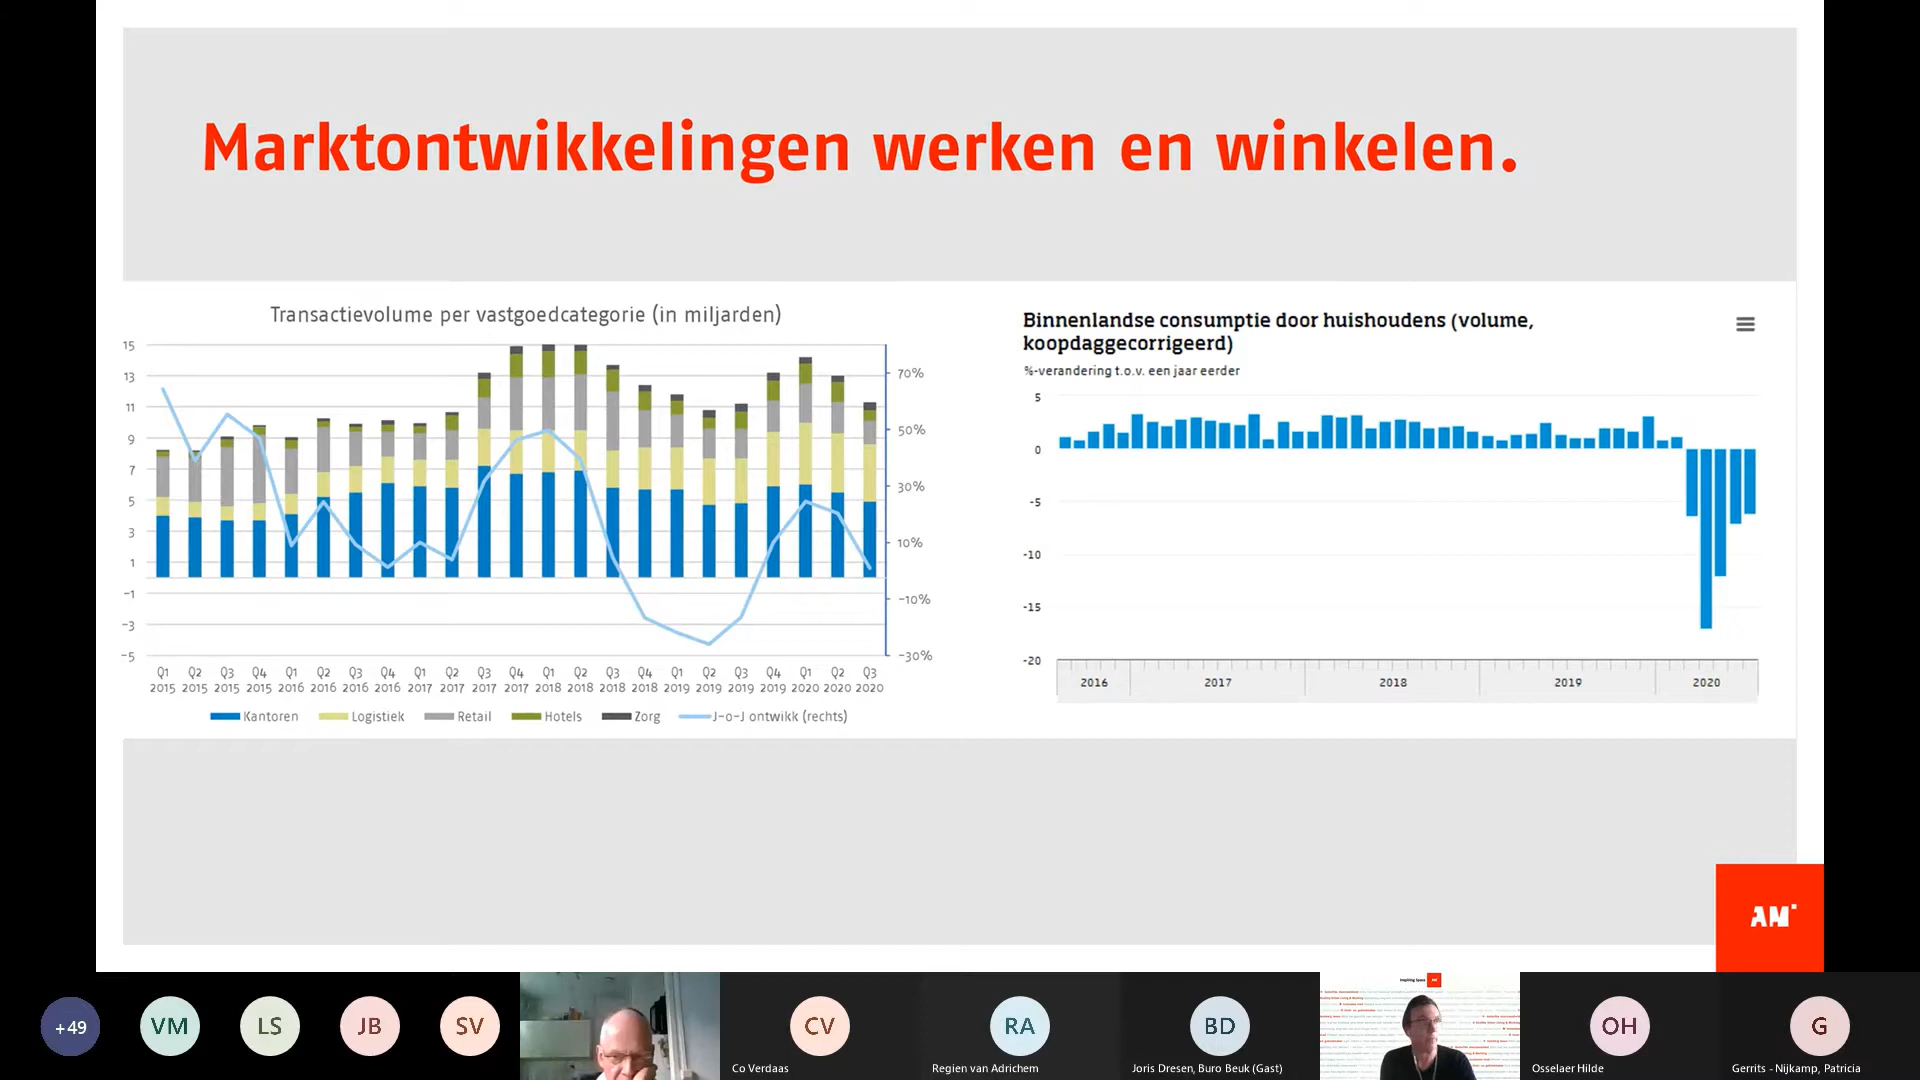 Marktontwikkelingen werken en winkelen.
Transactievolume per vastgoedcategorie (in miljarden)
15
13
11
9
7
5
3
1
-1
-3
-5
70%
50%
30%
10%
-10%
-30%
Q1 Q2 Q3 Q4 Q1 Q2 Q3 Q4 Q1 Q2 Q3 Q4 Q1 Q2 Q3 Q4 Q1 Q2 Q3 Q4 Q1 Q2 Q3
2015 2015 2015 2015 2016 2016 2016 2016 2017 2017 2017 2017 2018 2018 2018 2018 2019 2019 2019 2019 2020 2020 2020
Kantoren Logistiek Retail Hotels Zorg J-o-J ontwikk (rechts)
Binnenlandse consumptie door huishoudens (volume,
koopdaggecorrigeerd)
%-verandering t.o.v. een jaar eerder
5
0
-5
-10
-15
-20
2016 2017 2018 2019 2020
AM
+49 VM LS JB SV CV RA BD OH G
Co Verdaas Regien van Adrichem Joris Dresen, Buro Beuk (Gast) Osselaer Hilde Gerrits - Nijkamp, Patricia